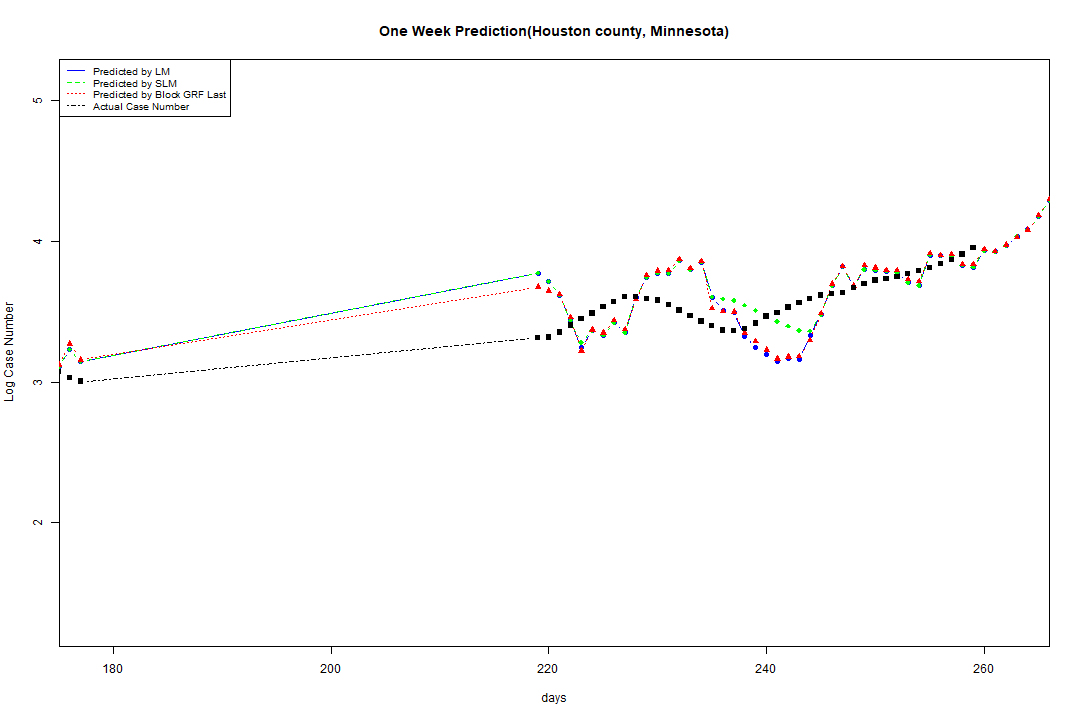 One Week Prediction(Houston county, Minnesota)
Predicted by LM
Predicted by SLM
Predicted by Block GRF Last
Actual Case Number
5
4
3
2
Log Case Number
180 200 220 240 260
days